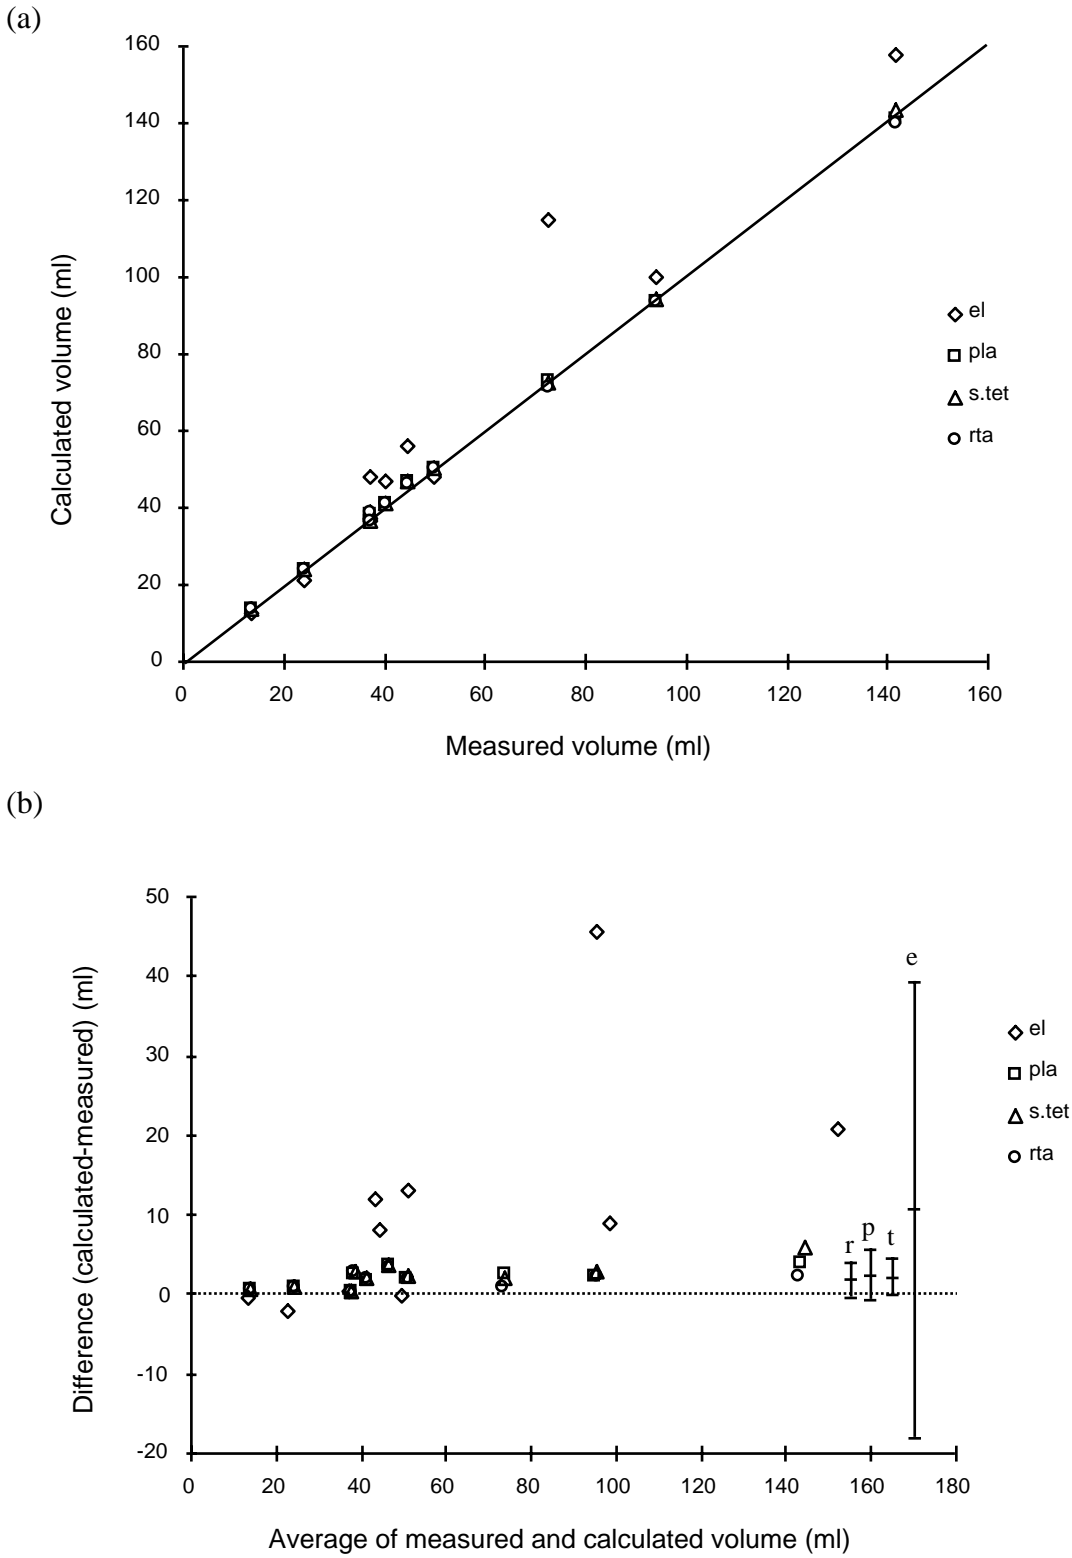 (a)
160
140
120
100
80
60
40
20
0
0 20 40 60 80 100 120 140 160
Calculated volume (ml)
Measured volume (ml)
el
pla
s.tet
rta
(b)
50
40
30
20
10
0
-10
-20
0 20 40 60 80 100 120 140 160 180
Difference (calculated-measured) (ml)
Average of measured and calculated volume (ml)
r p t e
el
pla
s.tet
rta